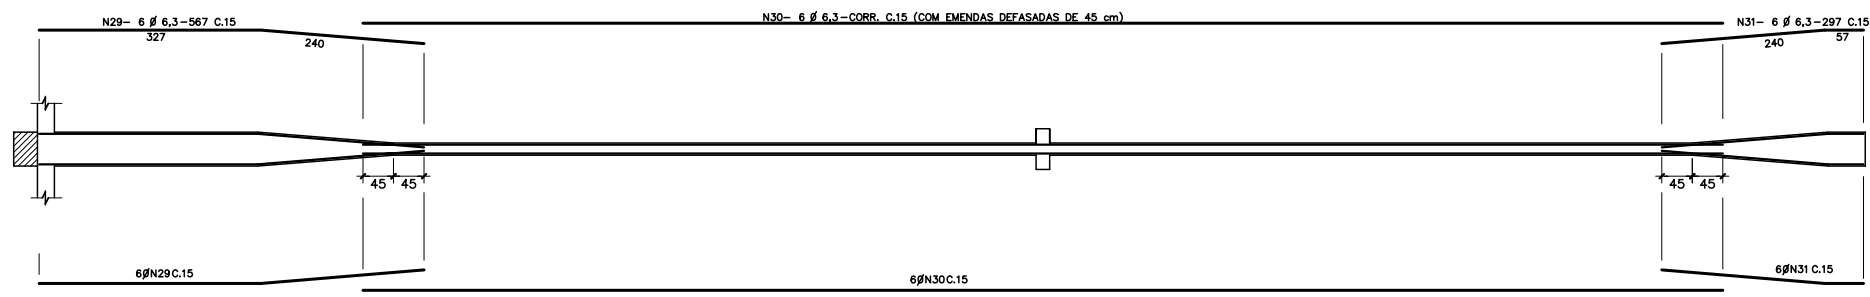 N29- 6 Ø 6,3-567 C.15
327
240
N30- 6 Ø 6,3-CORR. C.15 (COM EMENDAS DEFASADAS DE 45 cm)
N31- 6 Ø 6,3-297 C.15
240
57
45 45
45 45
6ØN29C.15
6ØN30C.15
6ØN31 C.15